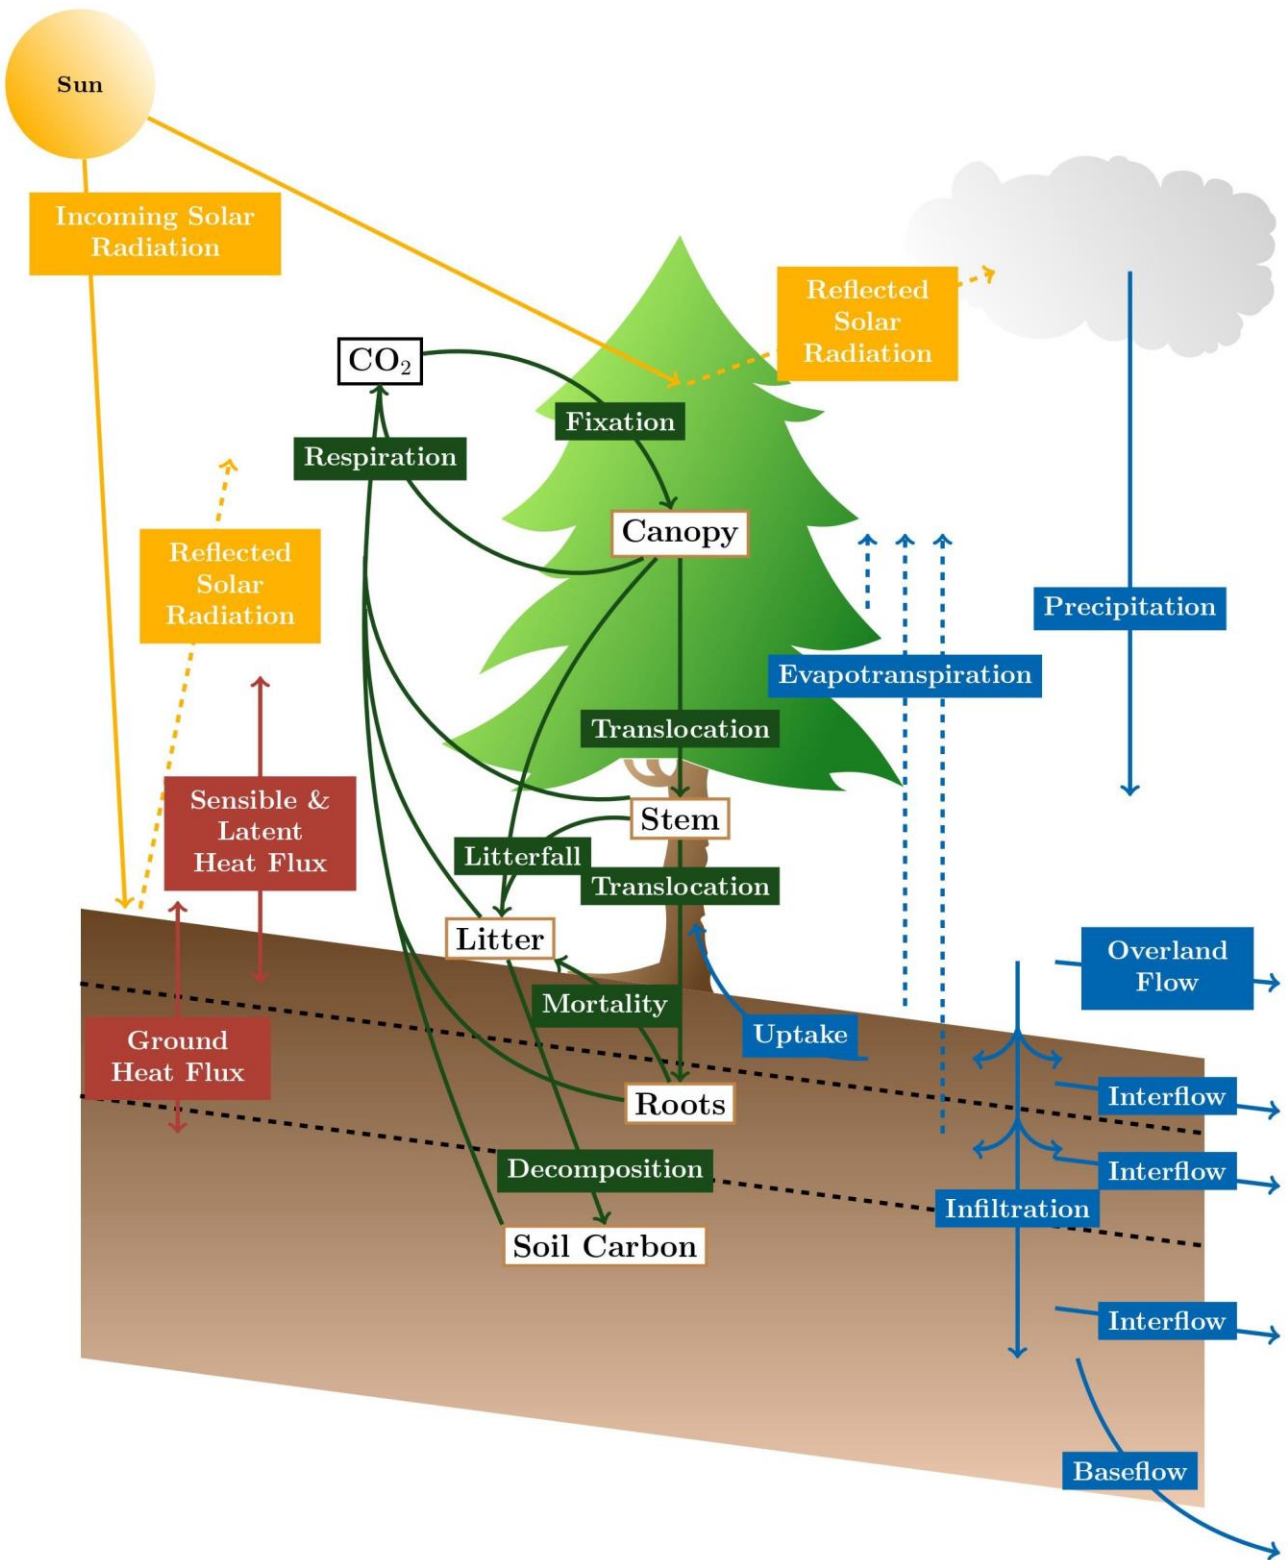 Sun
Incoming Solar
Radiation
Reflected
Solar
Radiation
CO₂
Fixation
Respiration
Canopy
Reflected
Solar
Radiation
Precipitation
Evapotranspiration
Translocation
Sensible &
Latent
Heat Flux
Stem
Litterfall
Translocation
Litter
Overland
Flow
Mortality
Uptake
Ground
Heat Flux
Roots
Interflow
Decomposition
Interflow
Infiltration
Soil Carbon
Interflow
Baseflow